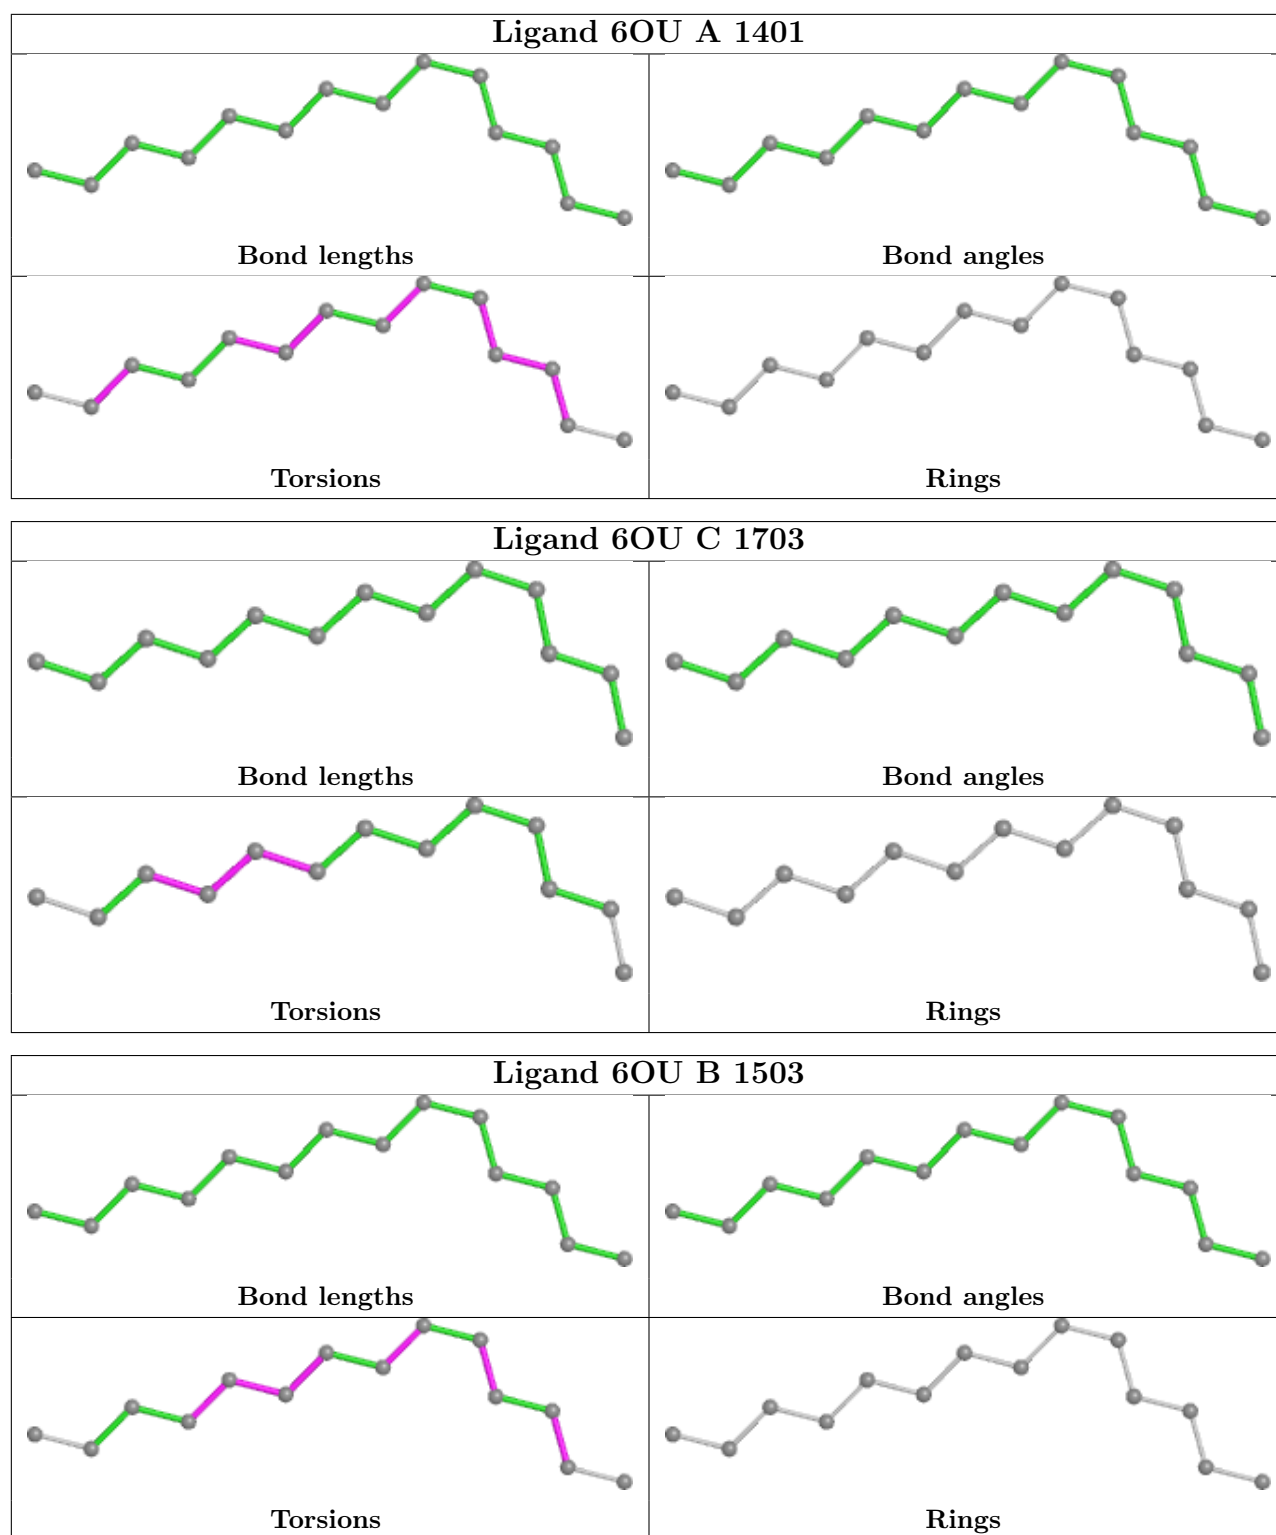 Ligand 6OU A 1401
Bond lengths
Bond angles
Torsions
Rings
Ligand 6OU C 1703
Bond lengths
Bond angles
Torsions
Rings
Ligand 6OU B 1503
Bond lengths
Bond angles
Torsions
Rings